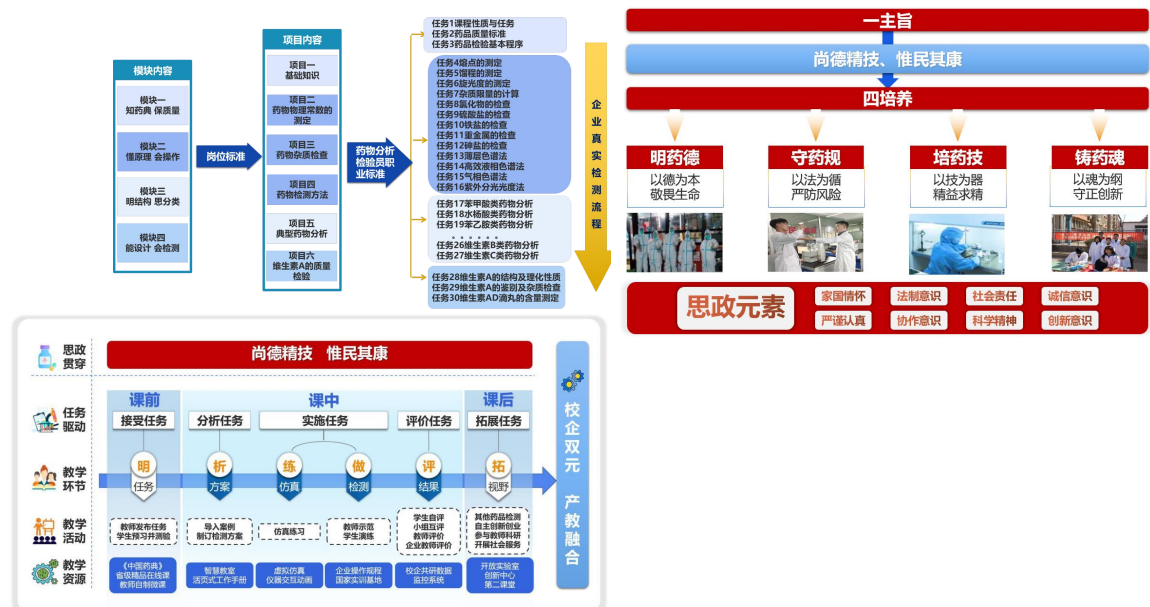 模块内容
模块一
知药典 保质量
模块二
懂原理 会操作
模块三
明结构 思分类
模块四
能设计 会检测
岗位标准
项目内容
项目一
基础知识
项目二
药物物理常数的
测定
项目三
药物杂质检查
项目四
药物检测方法
项目五
典型药物分析
项目六
维生素A的质量
检验
药物分析
检验员职
业标准
任务1课程性质与任务
任务2药品质量标准
任务3药品检验基本程序
任务4熔点的测定
任务5馏程的测定
任务6旋光度的测定
任务7杂质限量的计算
任务8氯化物的检查
任务9硫酸盐的检查
任务10铁盐的检查
任务11重金属的检查
任务12砷盐的检查
任务13薄层色谱法
任务14高效液相色谱法
任务15气相色谱法
任务16紫外分光光度法
任务17苯甲酸类药物分析
任务18水杨酸类药物分析
任务19苯乙胺类药物分析
······
任务26维生素B类药物分析
任务27维生素C类药物分析
任务28维生素A的结构及理化性质
任务29维生素A的鉴别及杂质检查
任务30维生素AD滴丸的含量测定
企业真实检测流程
一主旨
尚德精技、惟民其康
四培养
明药德
以德为本
敬畏生命
守药规
以法为循
严防风险
培药技
以技为器
精益求精
铸药魂
以魂为纲
守正创新
思政元素
家国情怀
法制意识
社会责任
诚信意识
严谨认真
协作意识
科学精神
创新意识
思政
贯穿
尚德精技 惟民其康
任务
驱动
课前
课中
课后
接受任务
分析任务
实施任务
评价任务
拓展任务
教学
环节
明
任务
析
方案
练
仿真
做
检测
评
结果
拓
视野
教学
活动
教师发布任务
学生预习并测验
导入案例
制订检测方案
仿真练习
教师示范
学生演练
学生自评
小组互评
教师评价
企业教师评价
其他药品检测
自主创新创业
参与教师科研
开展社会服务
教学
资源
《中国药典》
省级精品在线课
教师自制微课
智慧教室
活页式工作手册
虚拟仿真
仪器交互动画
企业操作规程
国家实训基地
校企共研数据
监控系统
开放实验室
创新中心
第二课堂
校企双元 产教融合